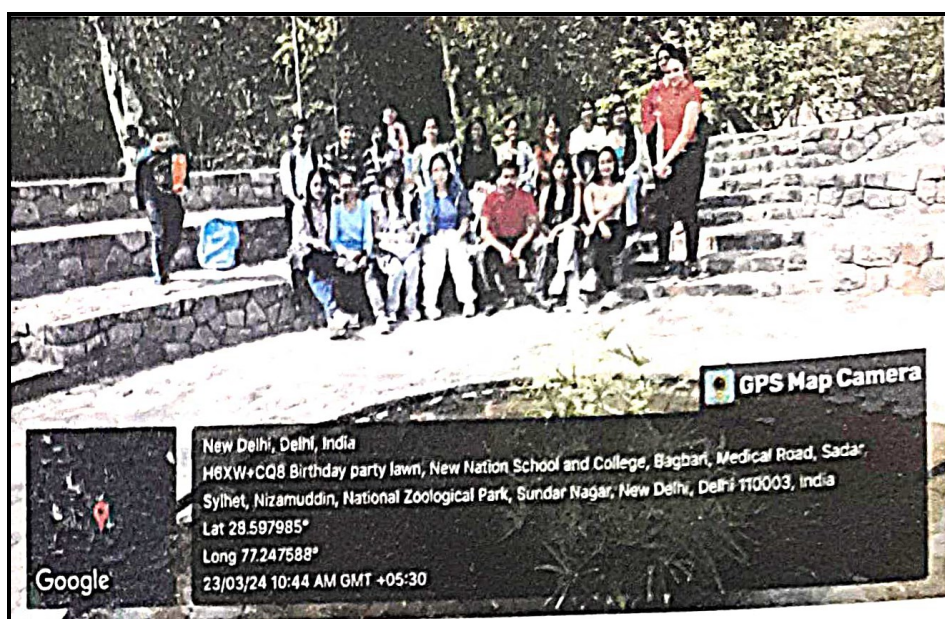 GPS Map Camera
New Delhi, Delhi, India
H6XW+CQ8 Birthday party lawn, New Nation School and College, Bagbari, Medical Road, Sadar,
Sylhet, Nizamuddin, National Zoological Park, Sundar Nagar, New Delhi, Delhi 110003, India
Lat 28.597985°
Long 77.247588°
23/03/24 10:44 AM GMT +05:30
Google